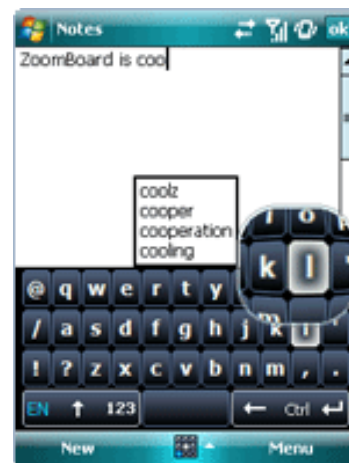 Notes ok
ZoomBoard is coo
coolz
cooper
cooperation
cooling
i o
k l
m
@ q w e r t y
/ a s d f g h j k l '
! ? z x c v b n m , .
EN ↑ 123 ← Ctrl ↵
New Menu